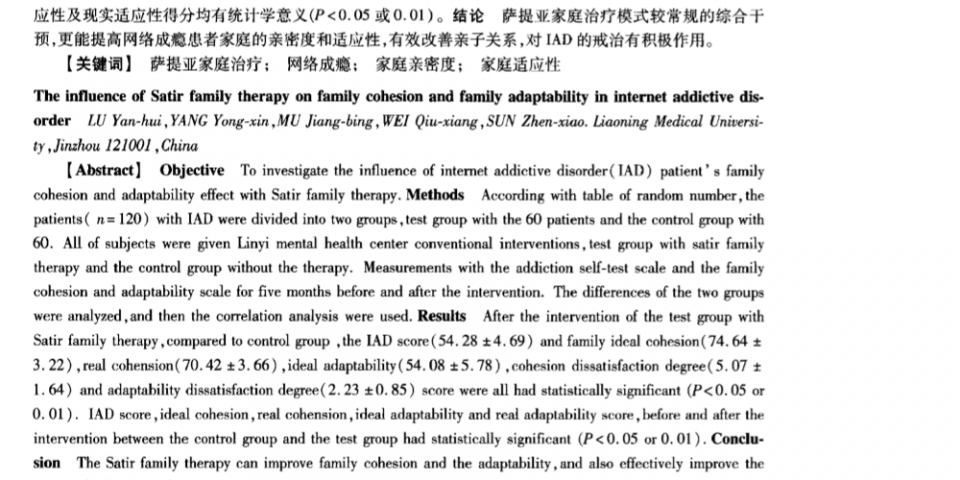 应性及现实适应性得分均有统计学意义(P<0.05 或 0.01)。结论 萨提亚家庭治疗模式较常规的综合干
预,更能提高网络成瘾患者家庭的亲密度和适应性,有效改善亲子关系,对 IAD 的戒治有积极作用。
【关键词】 萨提亚家庭治疗; 网络成瘾; 家庭亲密度; 家庭适应性
The influence of Satir family therapy on family cohesion and family adaptability in internet addictive dis-
order LU Yan-hui,YANG Yong-xin,MU Jiang-bing,WEI Qiu-xiang,SUN Zhen-xiao. Liaoning Medical Universi-
ty,Jinzhou 121001,China
【Abstract】 Objective To investigate the influence of internet addictive disorder(IAD) patient's family
cohesion and adaptability effect with Satir family therapy. Methods According with table of random number,the
patients( n=120) with IAD were divided into two groups,test group with the 60 patients and the control group with
60. All of subjects were given Linyi mental health center conventional interventions,test group with satir family
therapy and the control group without the therapy. Measurements with the addiction self-test scale and the family
cohesion and adaptability scale for five months before and after the intervention. The differences of the two groups
were analyzed,and then the correlation analysis were used. Results After the intervention of the test group with
Satir family therapy,compared to control group ,the IAD score(54.28 ±4.69) and family ideal cohesion(74.64 ±
3.22) ,real cohension(70.42 ±3.66) ,ideal adaptability(54.08 ±5.78) ,cohesion dissatisfaction degree(5.07 ±
1.64) and adaptability dissatisfaction degree(2.23 ±0.85) score were all had statistically significant (P<0.05 or
0.01). IAD score,ideal cohesion,real cohension,ideal adaptability and real adaptability score,before and after the
intervention between the control group and the test group had statistically significant (P<0.05 or 0.01). Conclu-
sion The Satir family therapy can improve family cohesion and the adaptability,and also effectively improve the